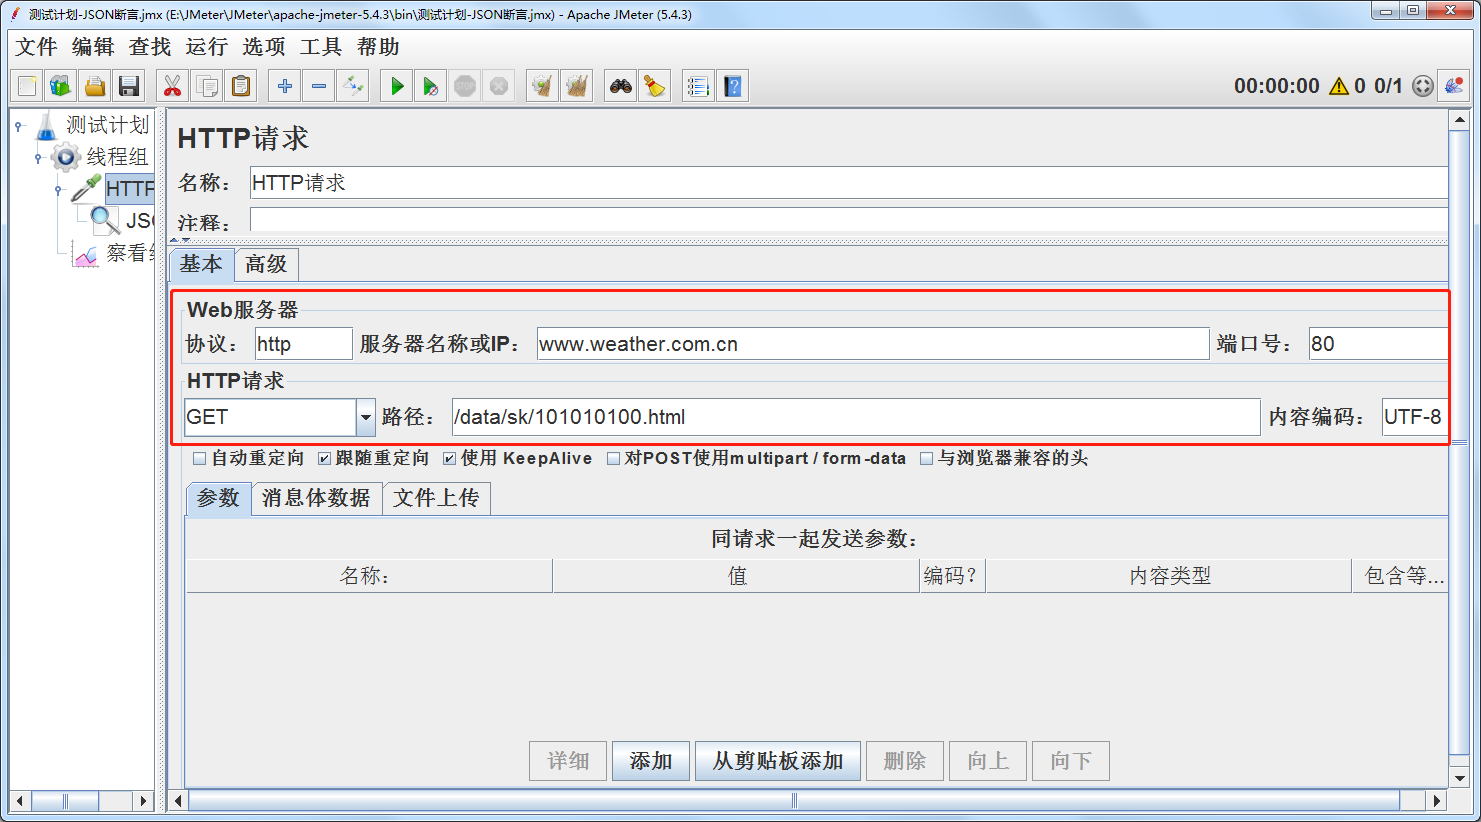 测试计划-JSON断言.jmx (E:\JMeter\JMeter\apache-jmeter-5.4.3\bin\测试计划-JSON断言.jmx) - Apache JMeter (5.4.3)
文件 编辑 查找 运行 选项 工具 帮助
00:00:00 0 0/1
测试计划
线程组
HTTP
JSO
察看
HTTP请求
名称： HTTP请求
注释：
基本 高级
Web服务器
协议： http 服务器名称或IP： www.weather.com.cn 端口号： 80
HTTP请求
GET 路径： /data/sk/101010100.html 内容编码： UTF-8
自动重定向 跟随重定向 使用 KeepAlive 对POST使用multipart / form-data 与浏览器兼容的头
参数 消息体数据 文件上传
同请求一起发送参数：
名称： 值 编码？ 内容类型 包含等...
详细 添加 从剪贴板添加 删除 向上 向下